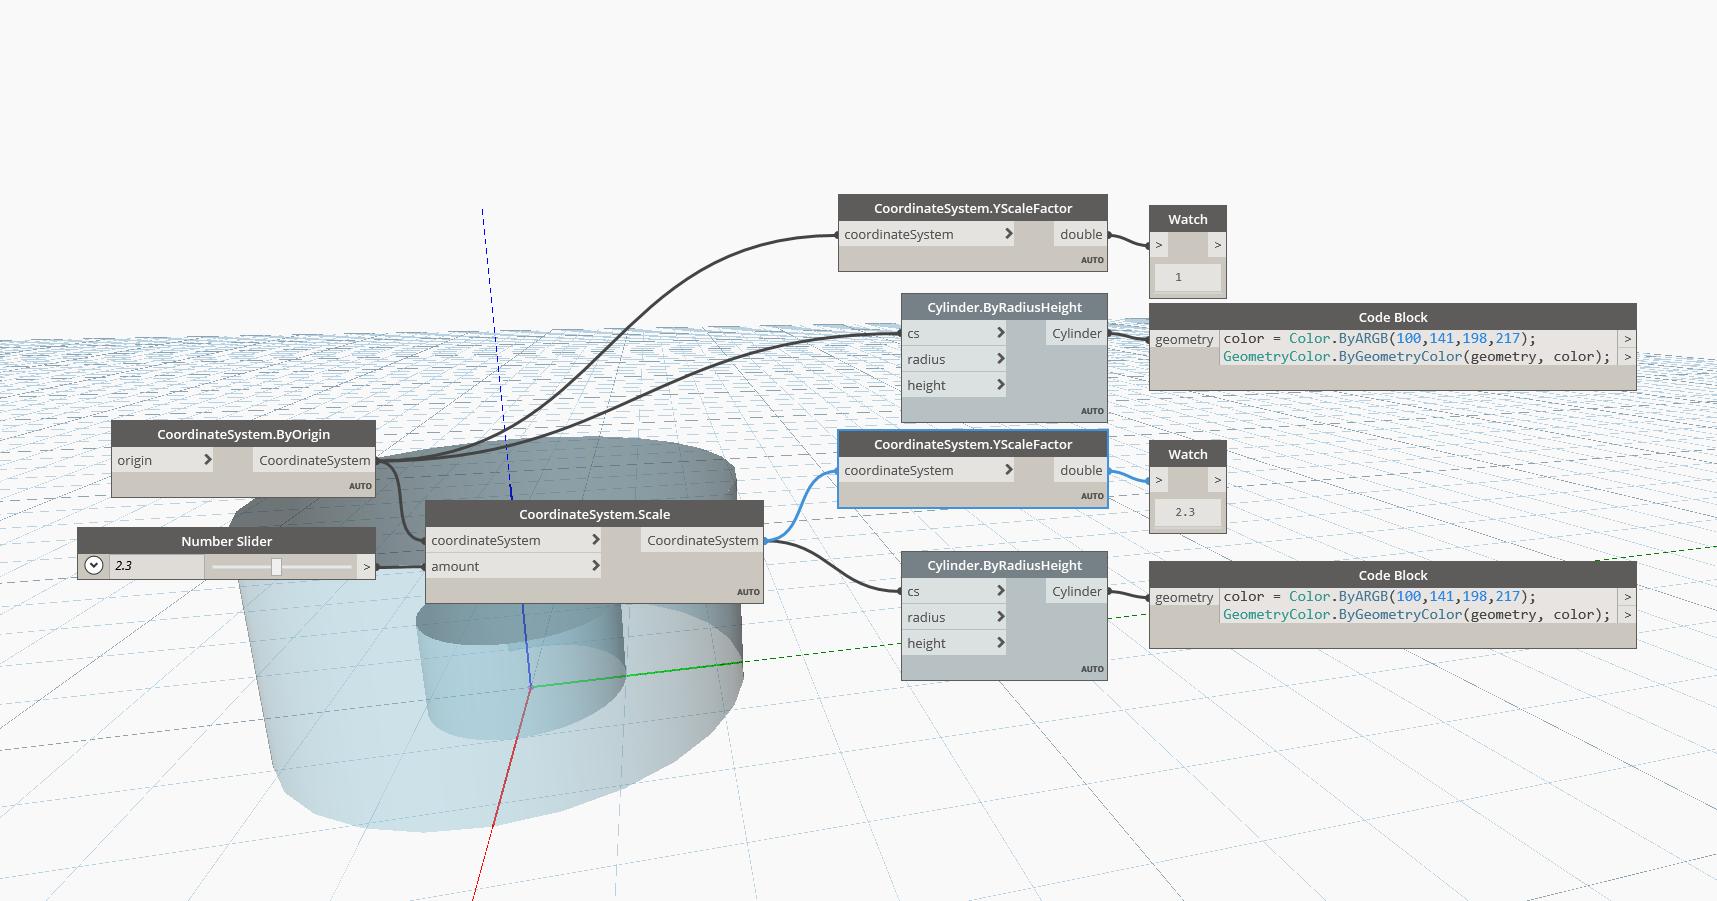 CoordinateSystem.YScaleFactor
coordinateSystem > double
AUTO
Watch
> >
1
Cylinder.ByRadiusHeight
cs > Cylinder
radius >
height >
AUTO
Code Block
geometry color = Color.ByARGB(100,141,198,217); >
GeometryColor.ByGeometryColor(geometry, color); >
CoordinateSystem.ByOrigin
origin > CoordinateSystem
AUTO
CoordinateSystem.YScaleFactor
coordinateSystem > double
AUTO
Watch
> >
2.3
Number Slider
2.3 >
CoordinateSystem.Scale
coordinateSystem > CoordinateSystem
amount >
AUTO
Cylinder.ByRadiusHeight
cs > Cylinder
radius >
height >
AUTO
Code Block
geometry color = Color.ByARGB(100,141,198,217); >
GeometryColor.ByGeometryColor(geometry, color); >